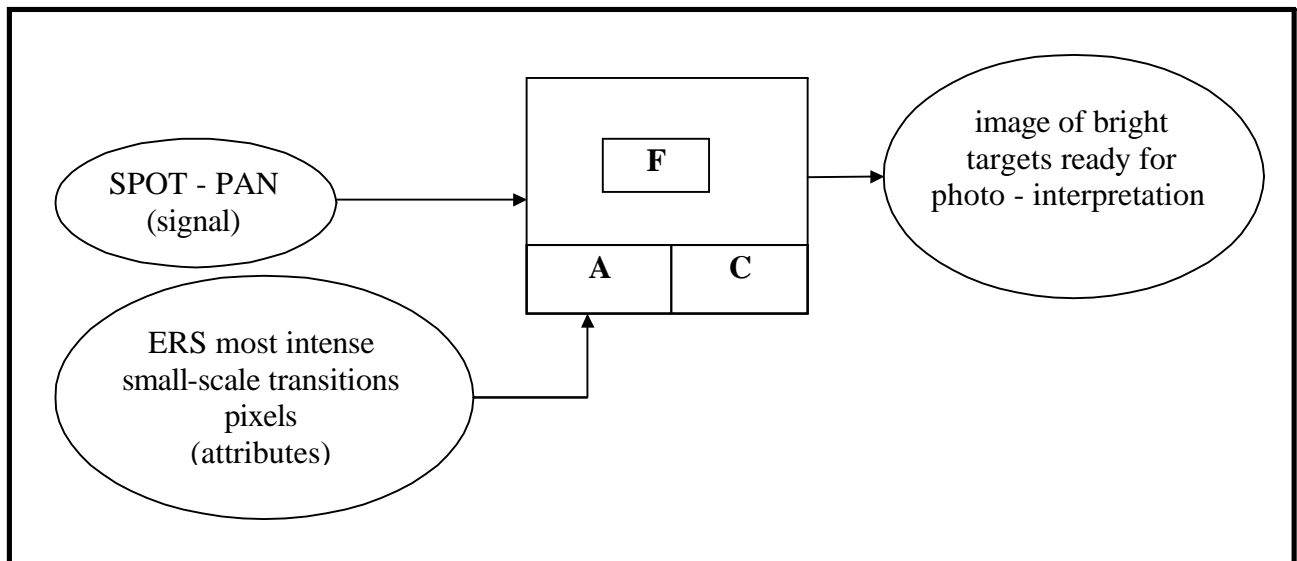 SPOT - PAN
(signal)
ERS most intense
small-scale transitions
pixels
(attributes)
F
A
C
image of bright
targets ready for
photo - interpretation